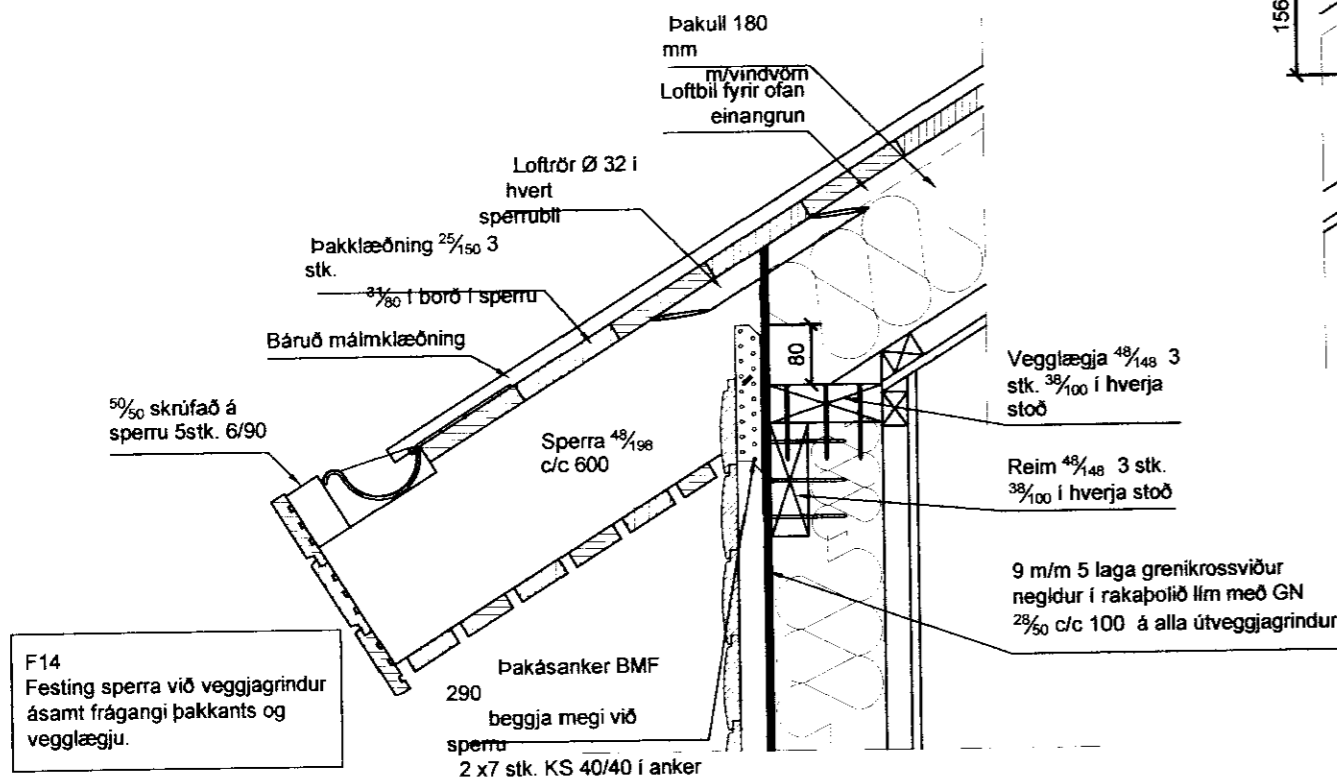 Þakull 180
mm
m/vindvörn
Loftbil fyrir ofan
einangrun
156
Loftrör Ø 32 í
hvert
sperrubil
Þakklæðning 25/150 3
stk.
31/80 í borð í sperru
Báruð málmklæðning
50/50 skrúfað á
sperru 5stk. 6/90
Sperra 48/198
c/c 600
80
Vegglægja 48/148 3
stk. 38/100 í hverja
stoð
Reim 48/148 3 stk.
38/100 í hverja stoð
9 m/m 5 laga grenikrossviður
negldur í rakaþolið lím með GN
28/50 c/c 100 á alla útveggjagrindur
Þakásanker BMF
290
beggja megi við
sperru
2 x7 stk. KS 40/40 í anker
F14
Festing sperra við veggjagrindur
ásamt frágangi þakkants og
vegglægju.